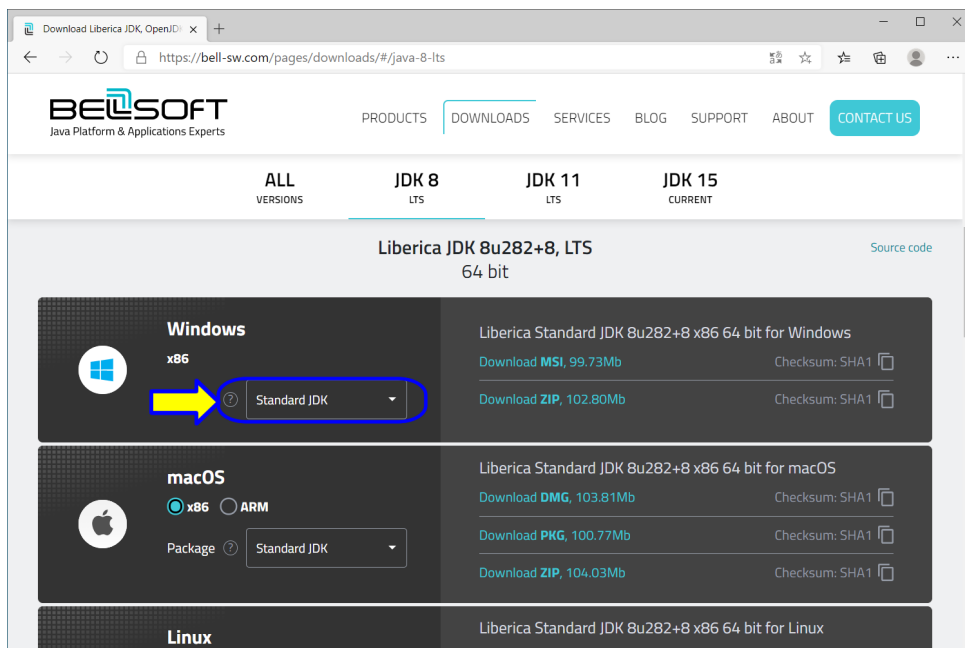 Download Liberica JDK, OpenJD
https://bell-sw.com/pages/downloads/#/java-8-lts
BELLSOFT
Java Platform & Applications Experts
PRODUCTS DOWNLOADS SERVICES BLOG SUPPORT ABOUT CONTACT US
ALL JDK 8 JDK 11 JDK 15
VERSIONS LTS LTS CURRENT
Liberica JDK 8u282+8, LTS Source code
64 bit
Windows
x86
? Standard JDK
Liberica Standard JDK 8u282+8 x86 64 bit for Windows
Download MSI, 99.73Mb Checksum: SHA1
Download ZIP, 102.80Mb Checksum: SHA1
macOS
x86 ARM
Package ? Standard JDK
Liberica Standard JDK 8u282+8 x86 64 bit for macOS
Download DMG, 103.81Mb Checksum: SHA1
Download PKG, 100.77Mb Checksum: SHA1
Download ZIP, 104.03Mb Checksum: SHA1
Linux
Liberica Standard JDK 8u282+8 x86 64 bit for Linux